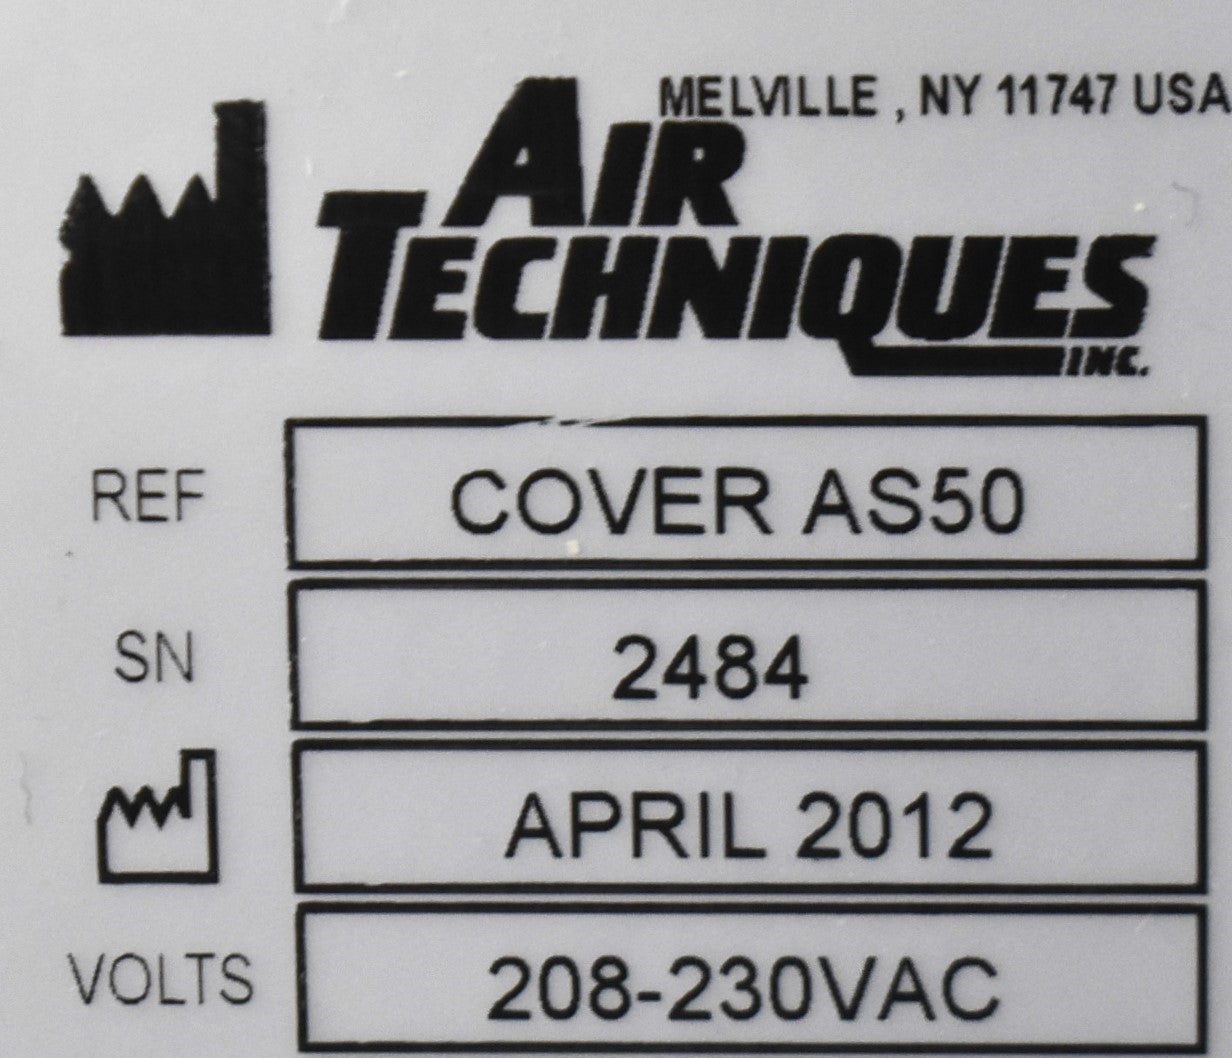 MELVILLE , NY 11747 USA
AIR
TECHNIQUES
INC.
REF COVER AS50
SN 2484
APRIL 2012
VOLTS 208-230VAC